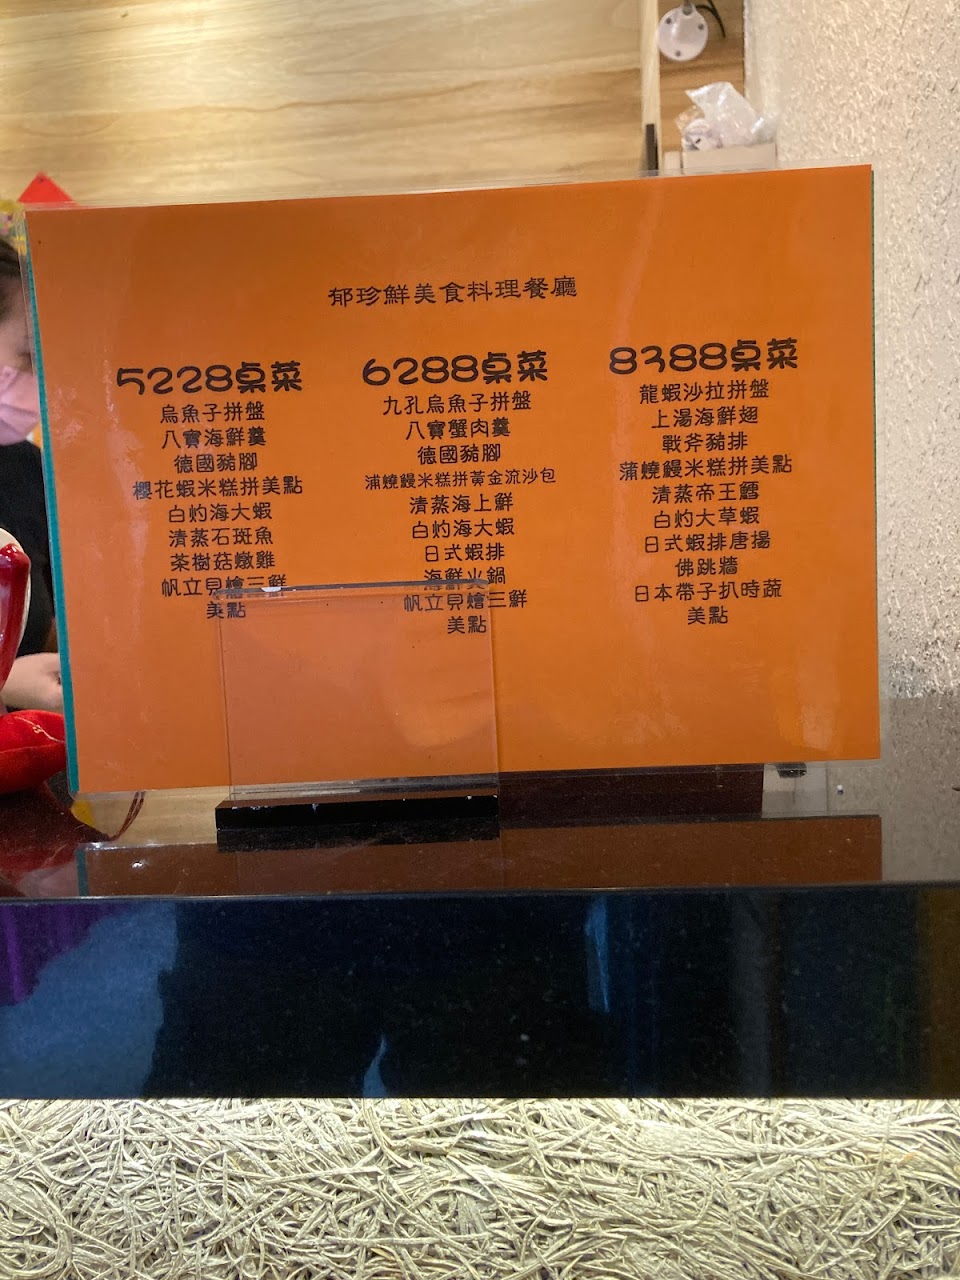 郁珍鮮美食料理餐廳
5228桌菜
烏魚子拼盤
八寶海鮮羹
德國豬腳
櫻花蝦米糕拼美點
白灼海大蝦
清蒸石斑魚
茶樹菇燉雞
帆立貝燴三鮮
美點
6288桌菜
九孔烏魚子拼盤
八寶蟹肉羹
德國豬腳
浦燒鰻米糕拼黃金流沙包
清蒸海上鮮
白灼海大蝦
日式蝦排
海鮮火鍋
帆立貝燴三鮮
美點
8388桌菜
龍蝦沙拉拼盤
上湯海鮮翅
戰斧豬排
蒲燒鰻米糕拼美點
清蒸帝王鱈
白灼大草蝦
日式蝦排唐揚
佛跳牆
日本帶子扒時蔬
美點